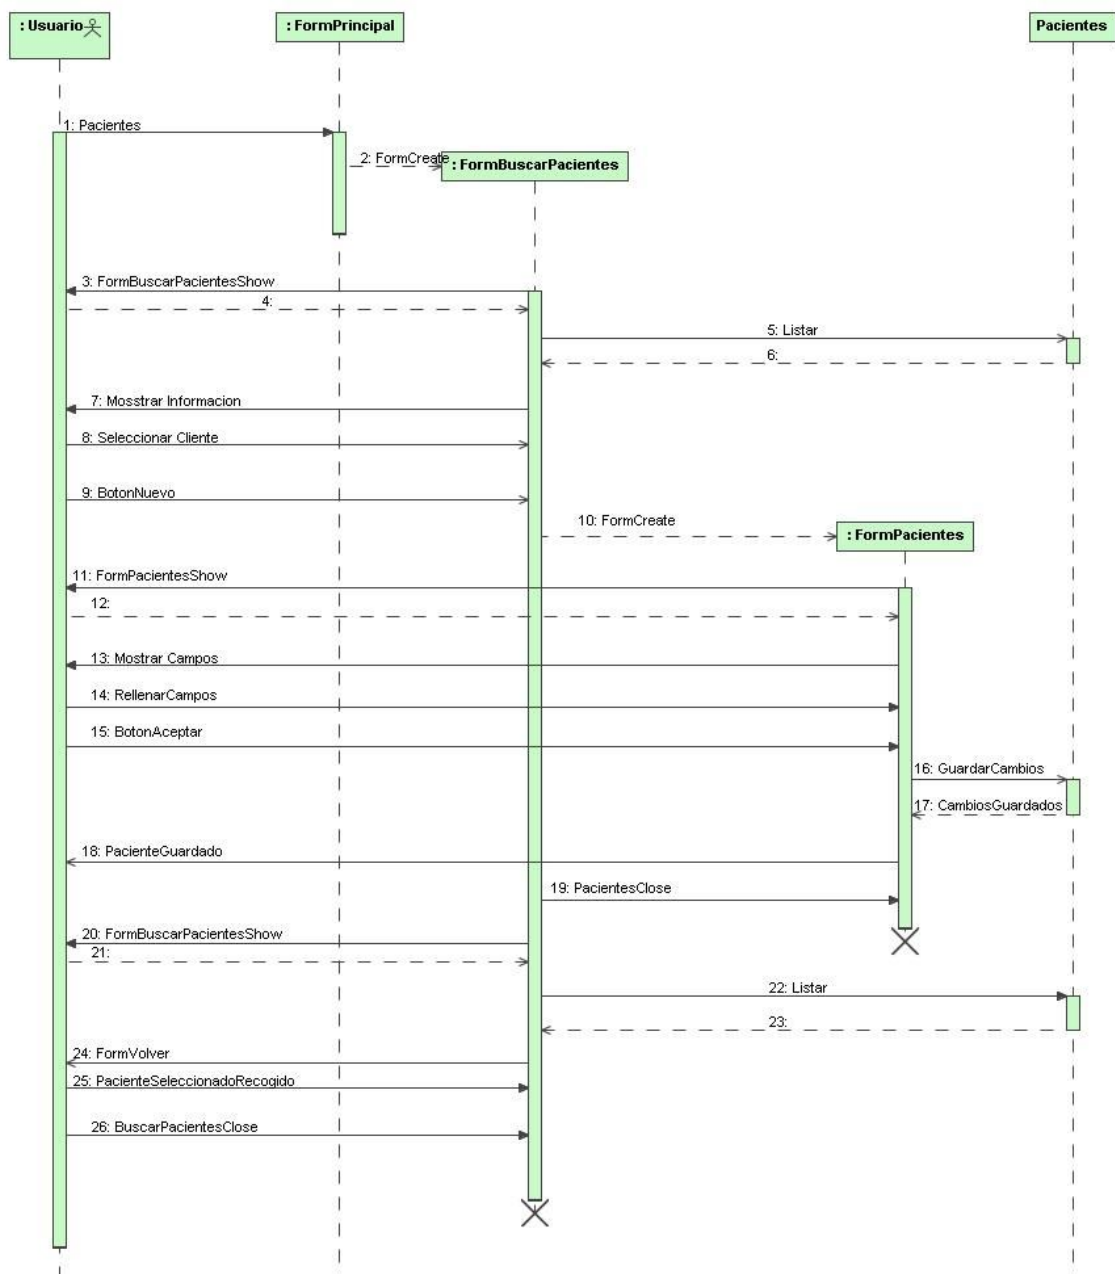 : Usuario
: FormPrincipal
Pacientes
1: Pacientes
2: FormCreate
: FormBuscarPacientes
3: FormBuscarPacientesShow
4:
5: Listar
6:
7: Mosstrar Informacion
8: Seleccionar Cliente
9: BotonNuevo
10: FormCreate
: FormPacientes
11: FormPacientesShow
12:
13: Mostrar Campos
14: RellenarCampos
15: BotonAceptar
16: GuardarCambios
17: CambiosGuardados
18: PacienteGuardado
19: PacientesClose
20: FormBuscarPacientesShow
21:
22: Listar
23:
24: FormVolver
25: PacienteSeleccionadoRecogido
26: BuscarPacientesClose